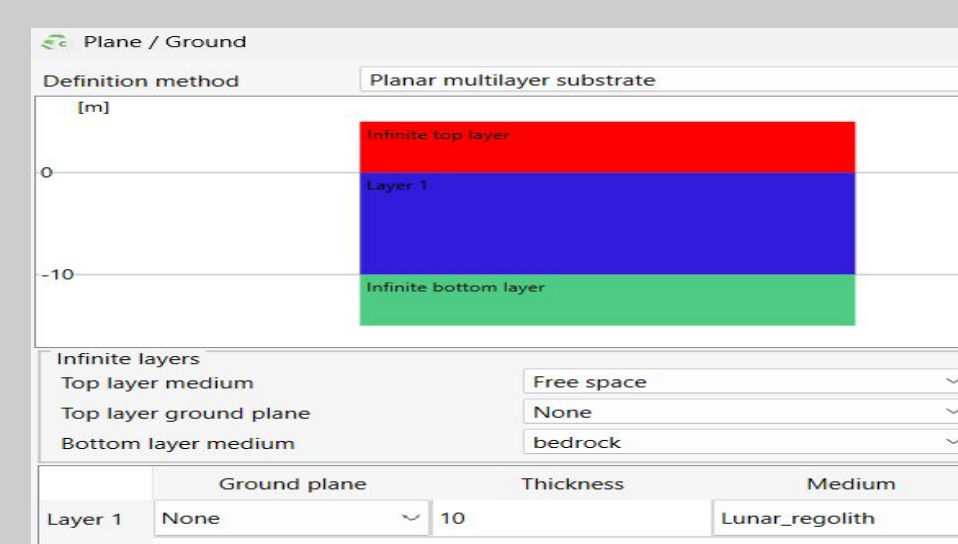 Plane / Ground
Definition method Planar multilayer substrate
[m]
Infinite top layer
0
Layer 1
-10
Infinite bottom layer
Infinite layers
Top layer medium Free space
Top layer ground plane None
Bottom layer medium bedrock
Ground plane Thickness Medium
Layer 1 None 10 Lunar_regolith